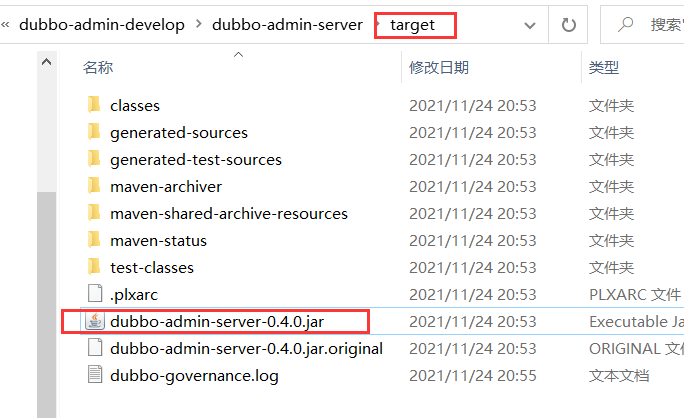 « dubbo-admin-develop > dubbo-admin-server > target 搜索"
名称 修改日期 类型
classes 2021/11/24 20:53 文件夹
generated-sources 2021/11/24 20:53 文件夹
generated-test-sources 2021/11/24 20:53 文件夹
maven-archiver 2021/11/24 20:53 文件夹
maven-shared-archive-resources 2021/11/24 20:53 文件夹
maven-status 2021/11/24 20:53 文件夹
test-classes 2021/11/24 20:53 文件夹
.plxarc 2021/11/24 20:53 PLXARC 文件
dubbo-admin-server-0.4.0.jar 2021/11/24 20:53 Executable Ja
dubbo-admin-server-0.4.0.jar.original 2021/11/24 20:53 ORIGINAL 文件
dubbo-governance.log 2021/11/24 20:55 文本文档